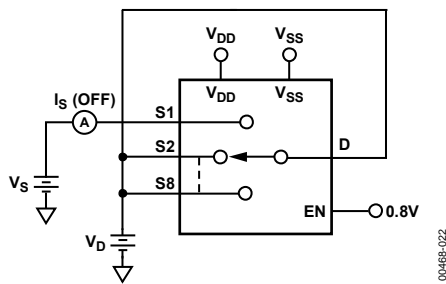 VDD VSS
VDD VSS
IS (OFF)
A
S1
S2
D
S8
VS
EN
0.8V
VD
00468-022